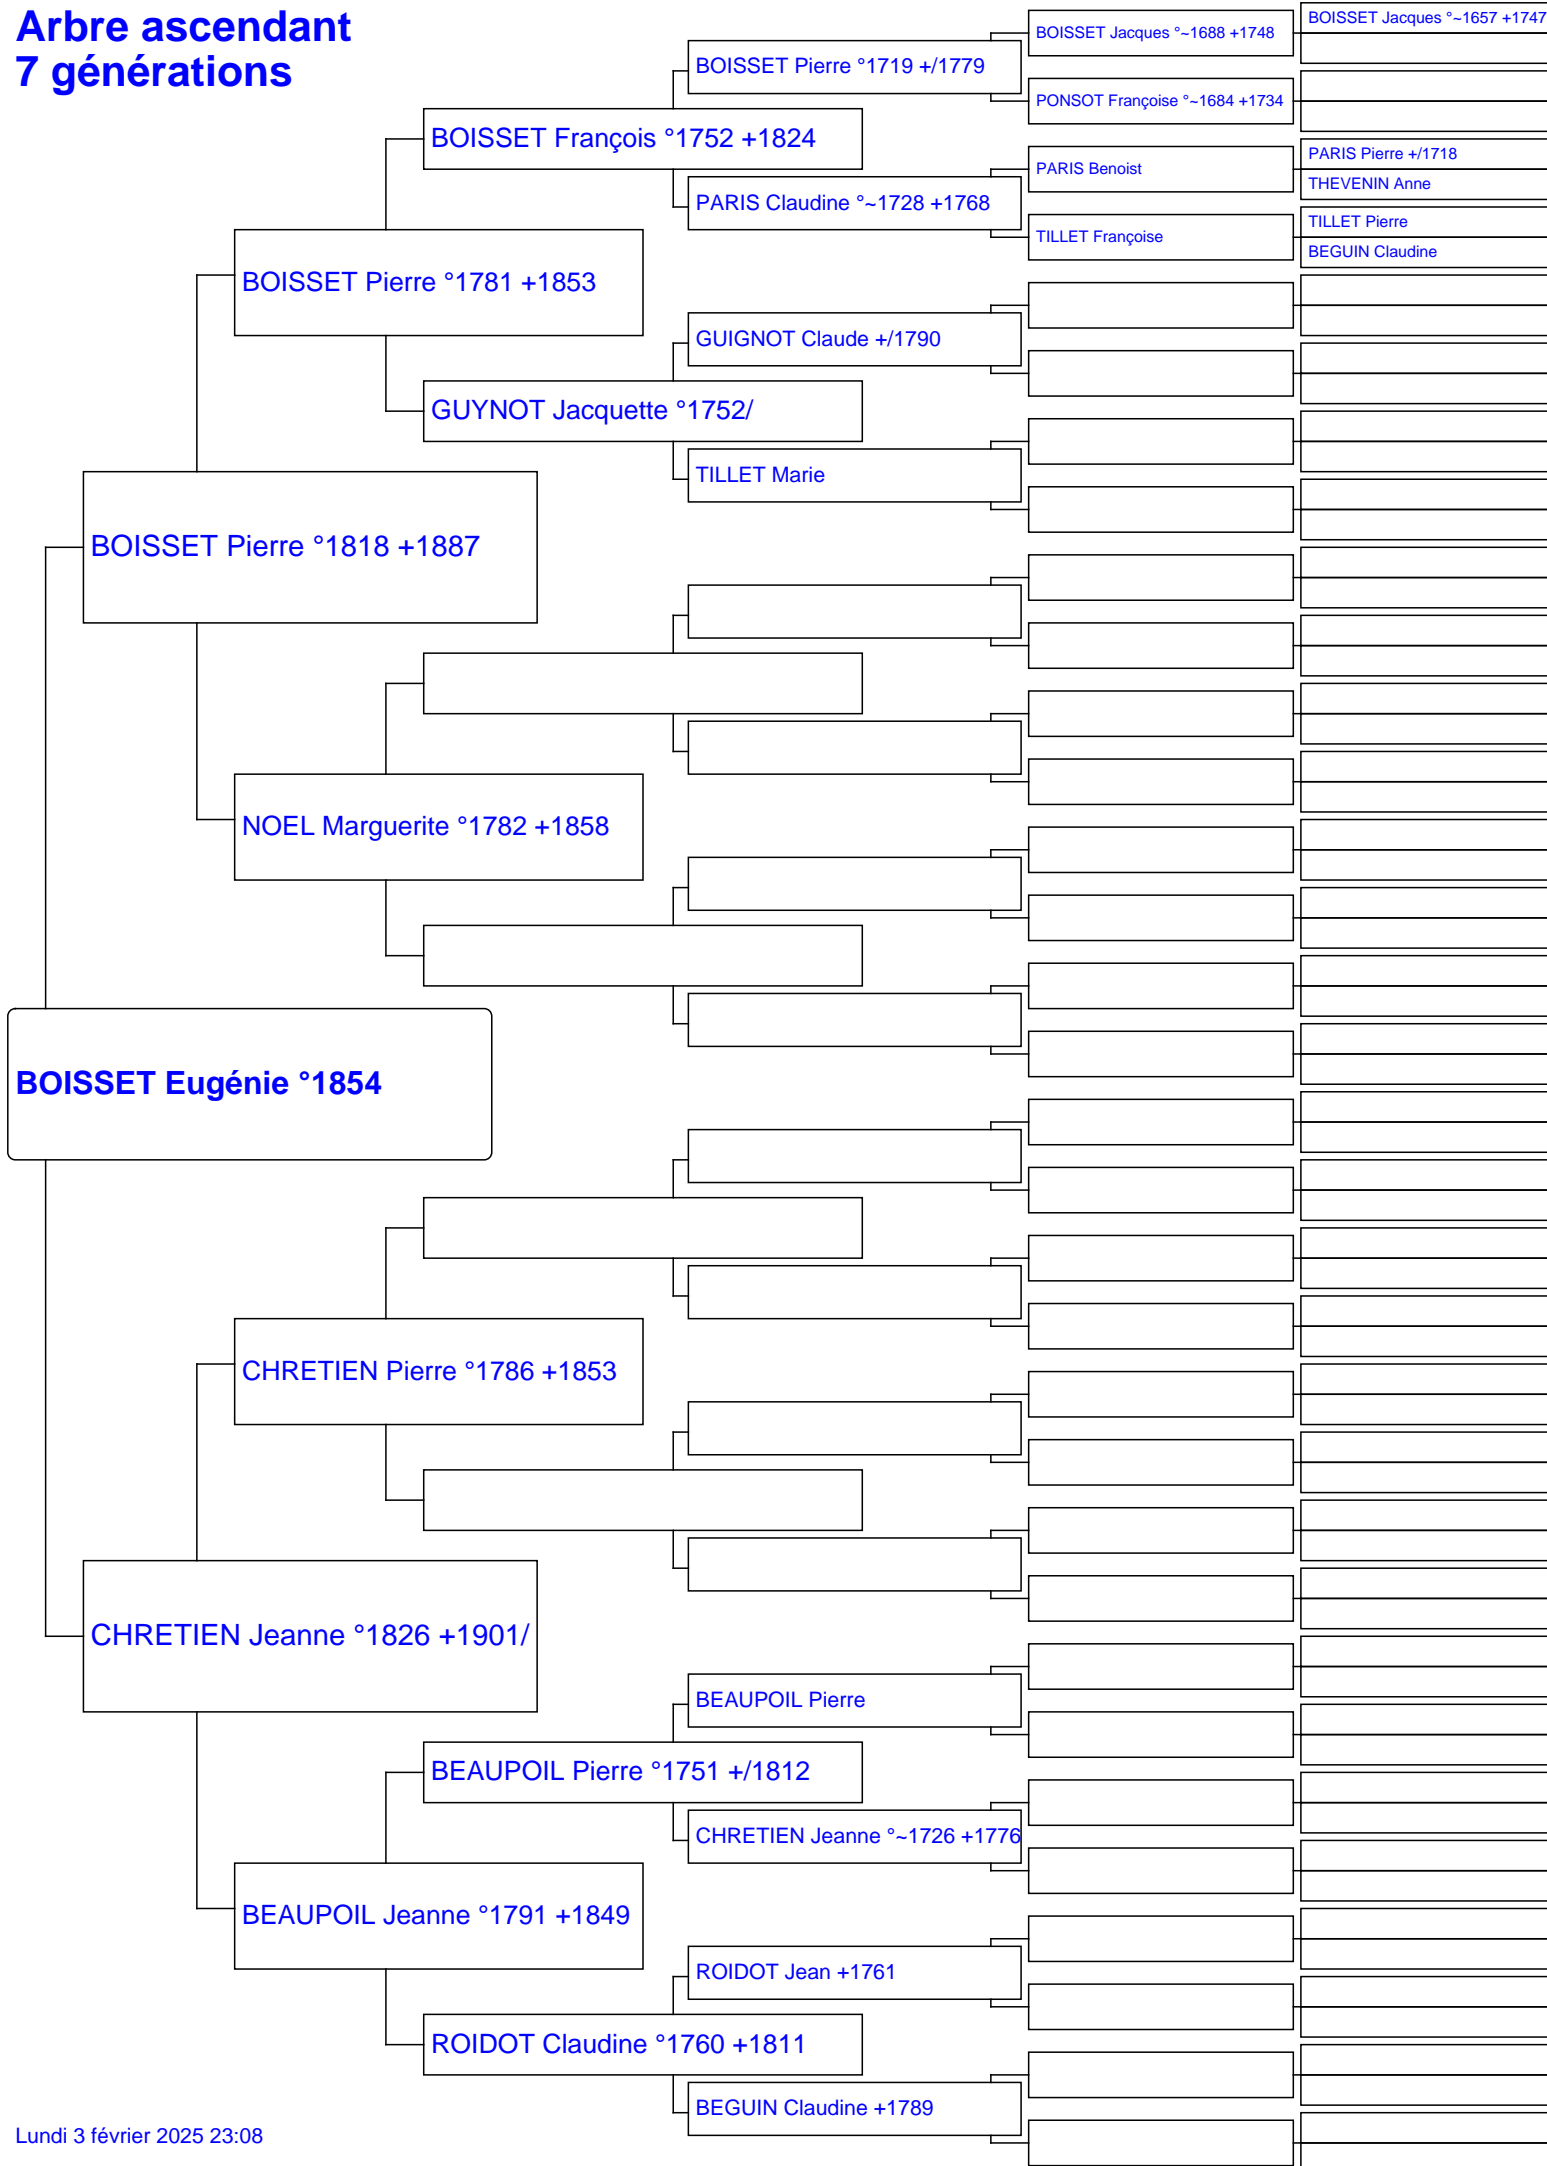 Arbre ascendant
7 générations
BOISSET Jacques °~1657 +1747
BOISSET Jacques °~1688 +1748
BOISSET Pierre °1719 +/1779
PONSOT Françoise °~1684 +1734
BOISSET François °1752 +1824
PARIS Pierre +/1718
PARIS Benoist
THEVENIN Anne
PARIS Claudine °~1728 +1768
TILLET Pierre
TILLET Françoise
BEGUIN Claudine
BOISSET Pierre °1781 +1853
GUIGNOT Claude +/1790
GUYNOT Jacquette °1752/
TILLET Marie
BOISSET Pierre °1818 +1887
NOEL Marguerite °1782 +1858
BOISSET Eugénie °1854
CHRETIEN Pierre °1786 +1853
CHRETIEN Jeanne °1826 +1901/
BEAUPOIL Pierre
BEAUPOIL Pierre °1751 +/1812
CHRETIEN Jeanne °~1726 +1776
BEAUPOIL Jeanne °1791 +1849
ROIDOT Jean +1761
ROIDOT Claudine °1760 +1811
BEGUIN Claudine +1789
Lundi 3 février 2025 23:08